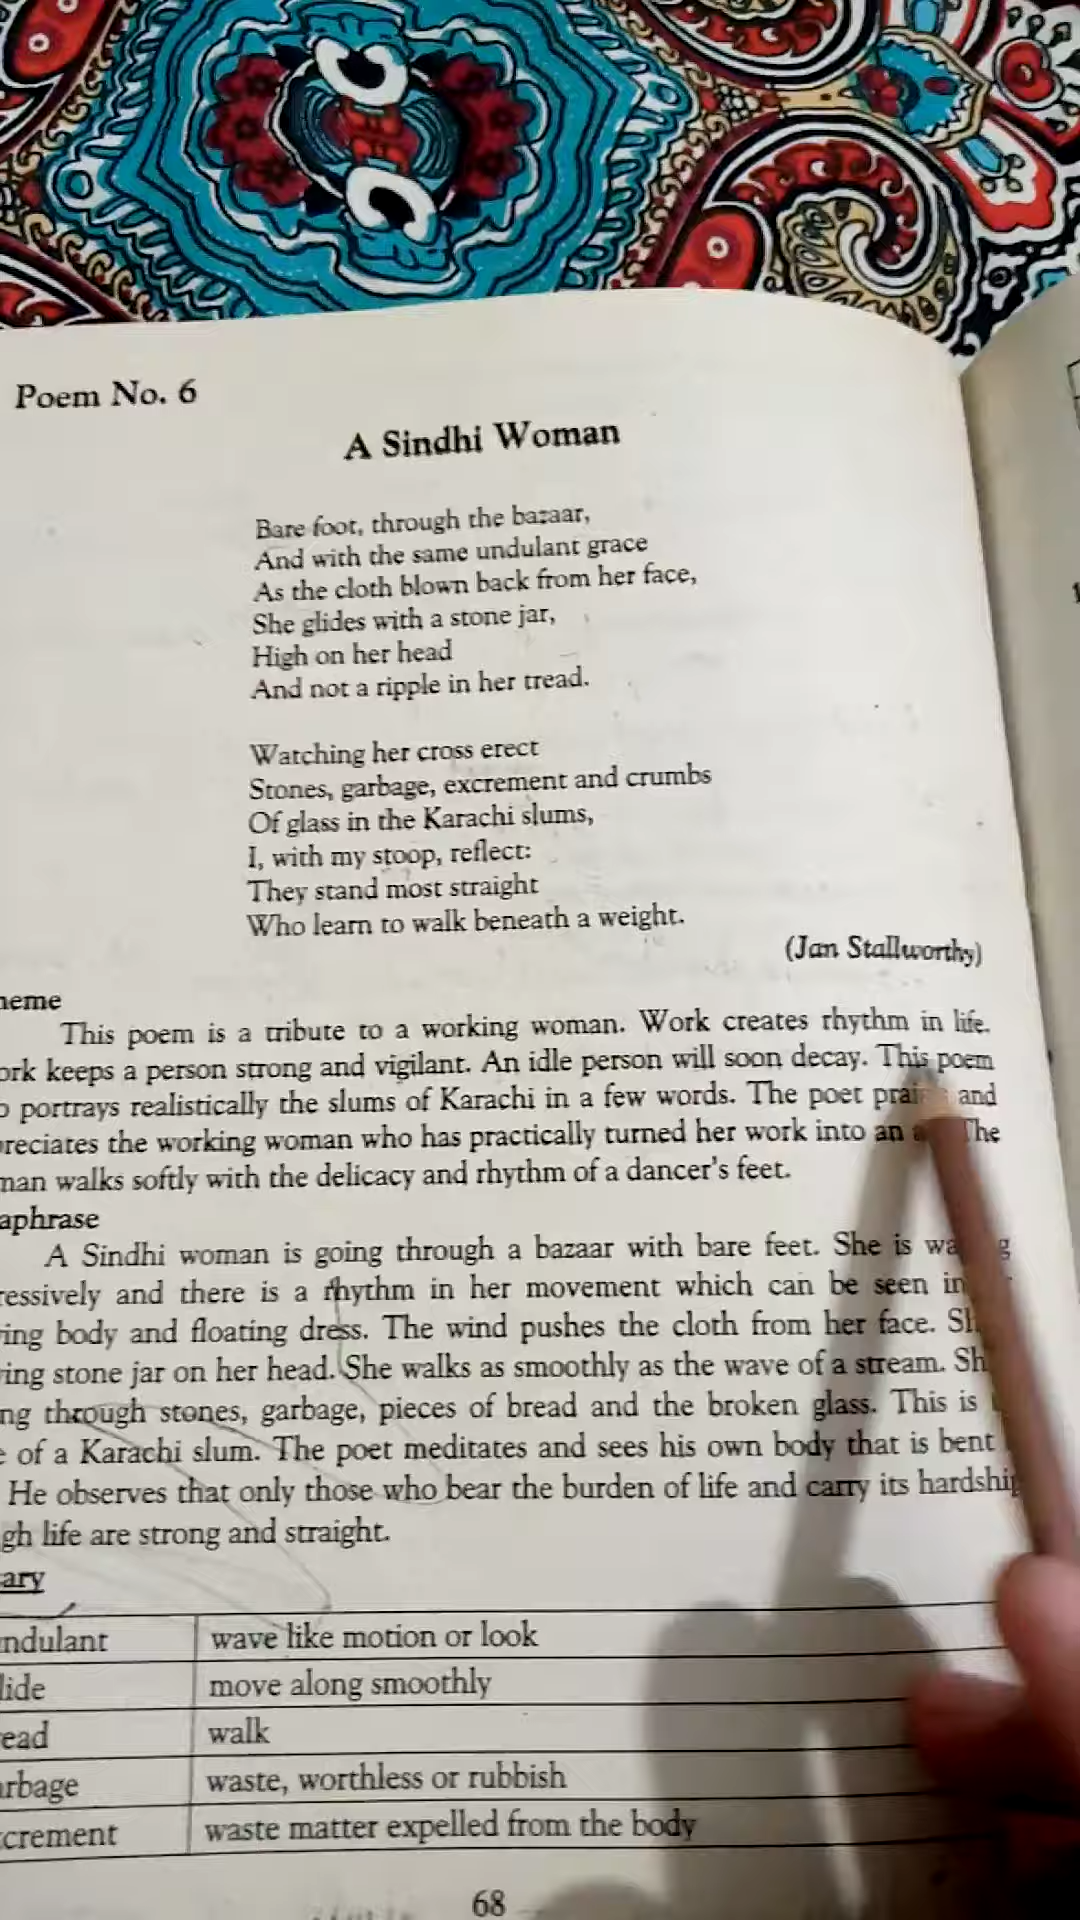 Poem No. 6
A Sindhi Woman
Bare foot, through the bazaar,
And with the same undulant grace
As the cloth blown back from her face,
She glides with a stone jar,
High on her head
And not a ripple in her tread.
Watching her cross erect
Stones, garbage, excrement and crumbs
Of glass in the Karachi slums,
I, with my stoop, reflect:
They stand most straight
Who learn to walk beneath a weight.
(Jan Stallworthy)
heme
This poem is a tribute to a working woman. Work creates rhythm in life.
ork keeps a person strong and vigilant. An idle person will soon decay. This poem
o portrays realistically the slums of Karachi in a few words. The poet and
preciates the working woman who has practically turned her work into an The
man walks softly with the delicacy and rhythm of a dancer's feet.
aphrase
A Sindhi woman is going through a bazaar with bare feet. She is
ressively and there is a rhythm in her movement which can be seen in
ing body and floating dress. The wind pushes the cloth from her face.
ing stone jar on her head. She walks as smoothly as the wave of a stream.
ng through stones, garbage, pieces of bread and the broken glass. This is
e of a Karachi slum. The poet meditates and sees his own body that is bent
He observes that only those who bear the burden of life and carry its hardship
gh life are strong and straight.
ary
ndulant wave like motion or look
lide move along smoothly
ead walk
arbage waste, worthless or rubbish
crement waste matter expelled from the body
68